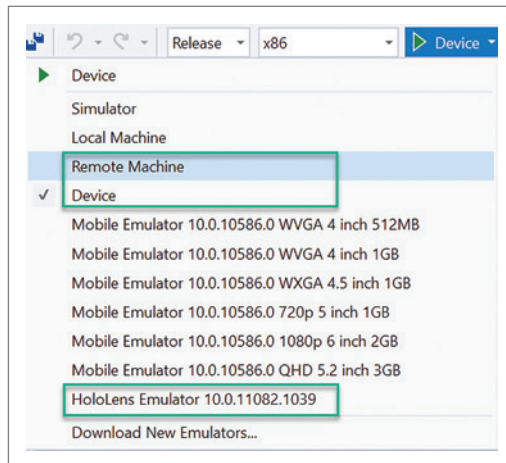 Release x86 Device
Device
Simulator
Local Machine
Remote Machine
Device
Mobile Emulator 10.0.10586.0 WVGA 4 inch 512MB
Mobile Emulator 10.0.10586.0 WVGA 4 inch 1GB
Mobile Emulator 10.0.10586.0 WXGA 4.5 inch 1GB
Mobile Emulator 10.0.10586.0 720p 5 inch 1GB
Mobile Emulator 10.0.10586.0 1080p 6 inch 2GB
Mobile Emulator 10.0.10586.0 QHD 5.2 inch 3GB
HoloLens Emulator 10.0.11082.1039
Download New Emulators...